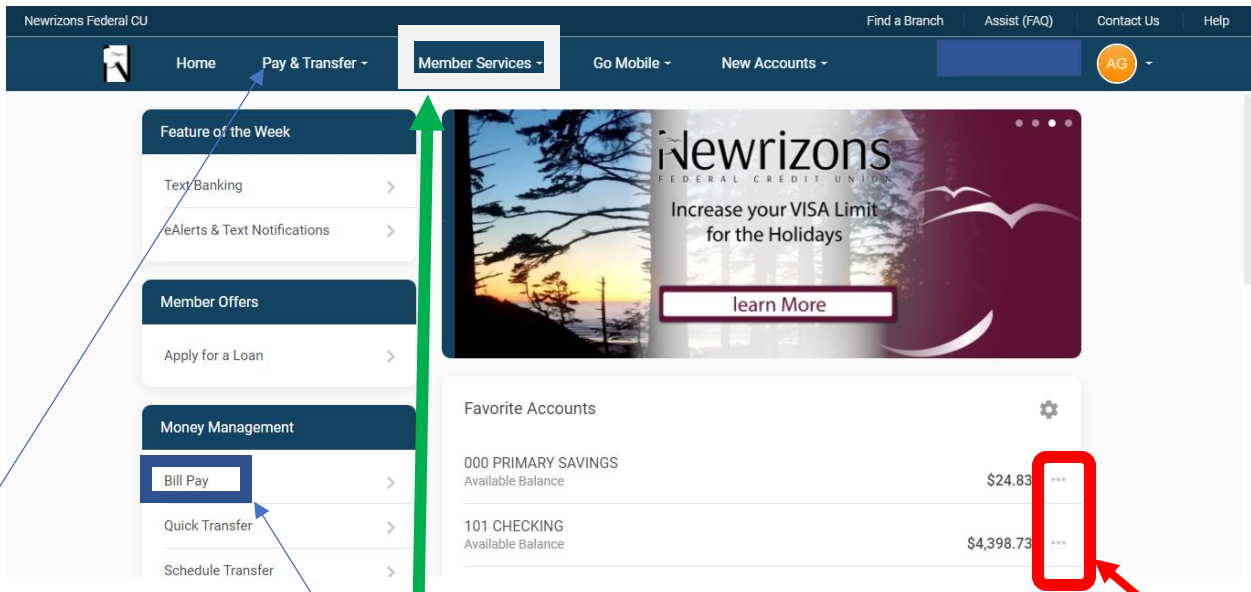 Newrizons Federal CU
Find a Branch
Assist (FAQ)
Contact Us
Help
Home
Pay & Transfer
Member Services
Go Mobile
New Accounts
AG
Feature of the Week
Text Banking
eAlerts & Text Notifications
Member Offers
Apply for a Loan
Money Management
Bill Pay
Quick Transfer
Schedule Transfer
Newrizons
FEDERAL CREDIT UNION
Increase your VISA Limit
for the Holidays
learn More
Favorite Accounts
000 PRIMARY SAVINGS
Available Balance
$24.83
101 CHECKING
Available Balance
$4,398.73